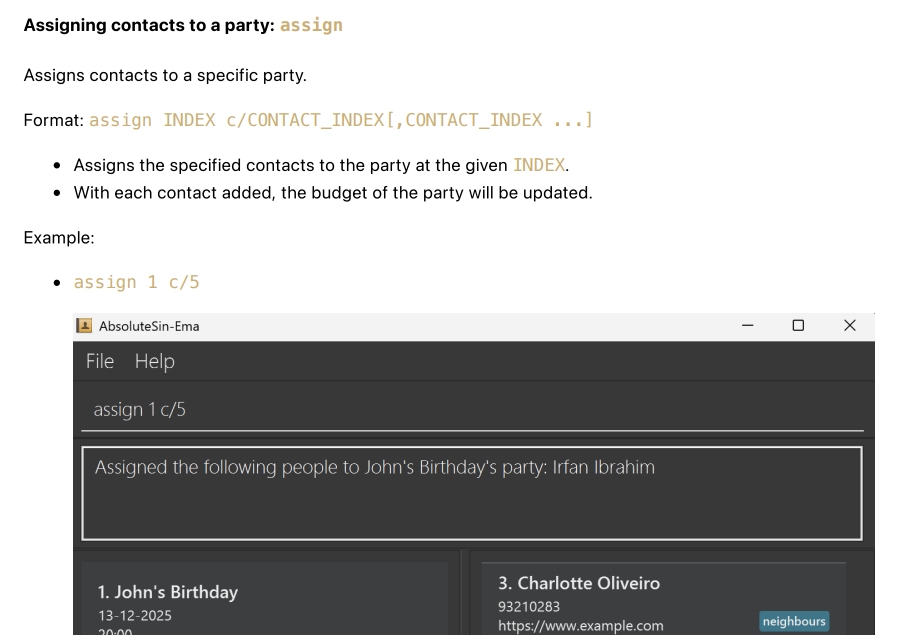 Assigning contacts to a party: assign
Assigns contacts to a specific party.
Format: assign INDEX c/CONTACT_INDEX[,CONTACT_INDEX ...]
Assigns the specified contacts to the party at the given INDEX.
With each contact added, the budget of the party will be updated.
Example:
assign 1 c/5
AbsoluteSin-Ema
File Help
assign 1 c/5
Assigned the following people to John's Birthday's party: Irfan Ibrahim
1. John's Birthday
13-12-2025
20:00
3. Charlotte Oliveiro
93210283
https://www.example.com
neighbours